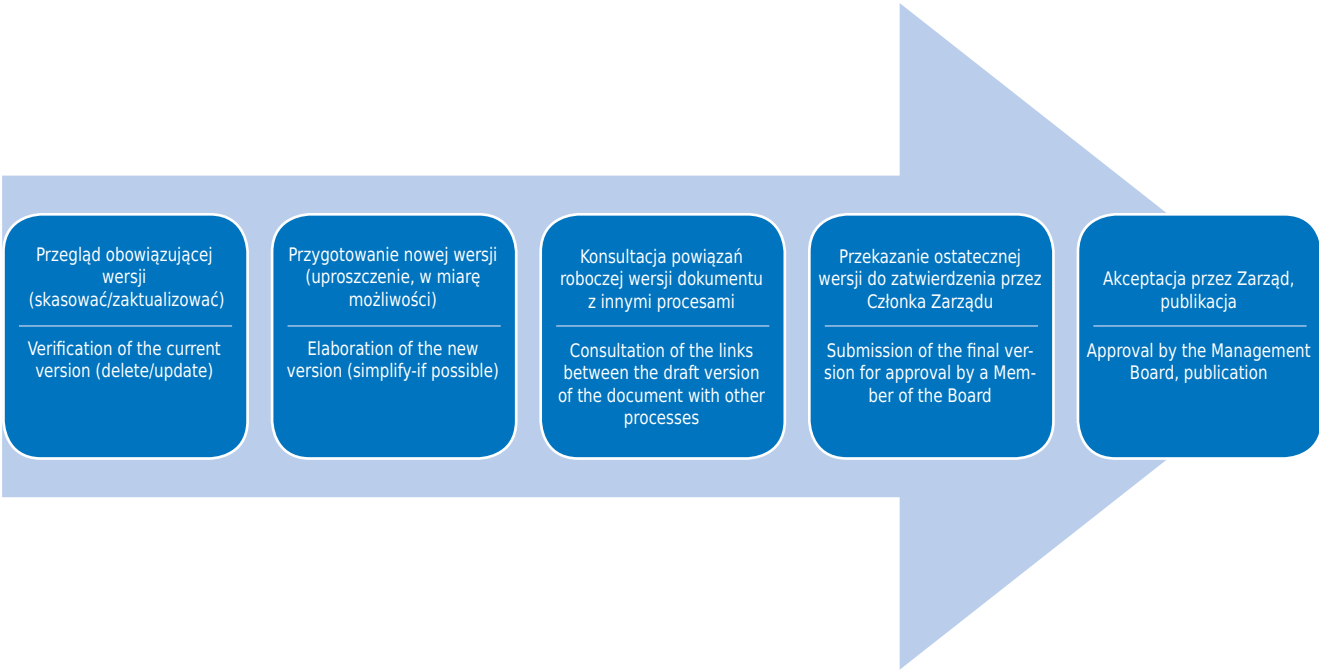 Przegląd obowiązującej
wersji
(skasować/zaktualizować)
Verification of the current
version (delete/update)
Przygotowanie nowej wersji
(uproszczenie, w miarę
możliwości)
Elaboration of the new
version (simplify-if possible)
Konsultacja powiązań
roboczej wersji dokumentu
z innymi procesami
Consultation of the links
between the draft version
of the document with other
processes
Przekazanie ostatecznej
wersji do zatwierdzenia przez
Członka Zarządu
Submission of the final ver-
sion for approval by a Mem-
ber of the Board
Akceptacja przez Zarząd,
publikacja
Approval by the Management
Board, publication